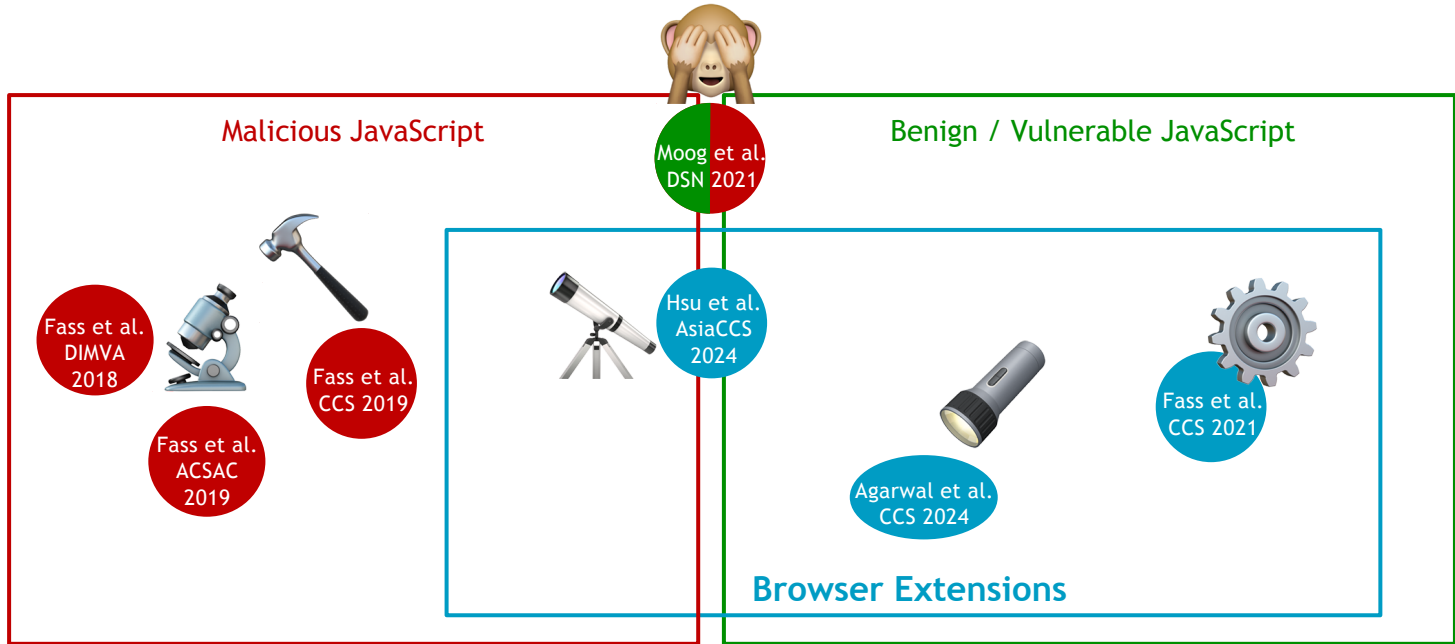 Malicious JavaScript
Benign / Vulnerable JavaScript
Moog et al.
DSN 2021
Fass et al.
DIMVA
2018
Fass et al.
CCS 2019
Fass et al.
ACSAC
2019
Hsu et al.
AsiaCCS
2024
Agarwal et al.
CCS 2024
Fass et al.
CCS 2021
Browser Extensions